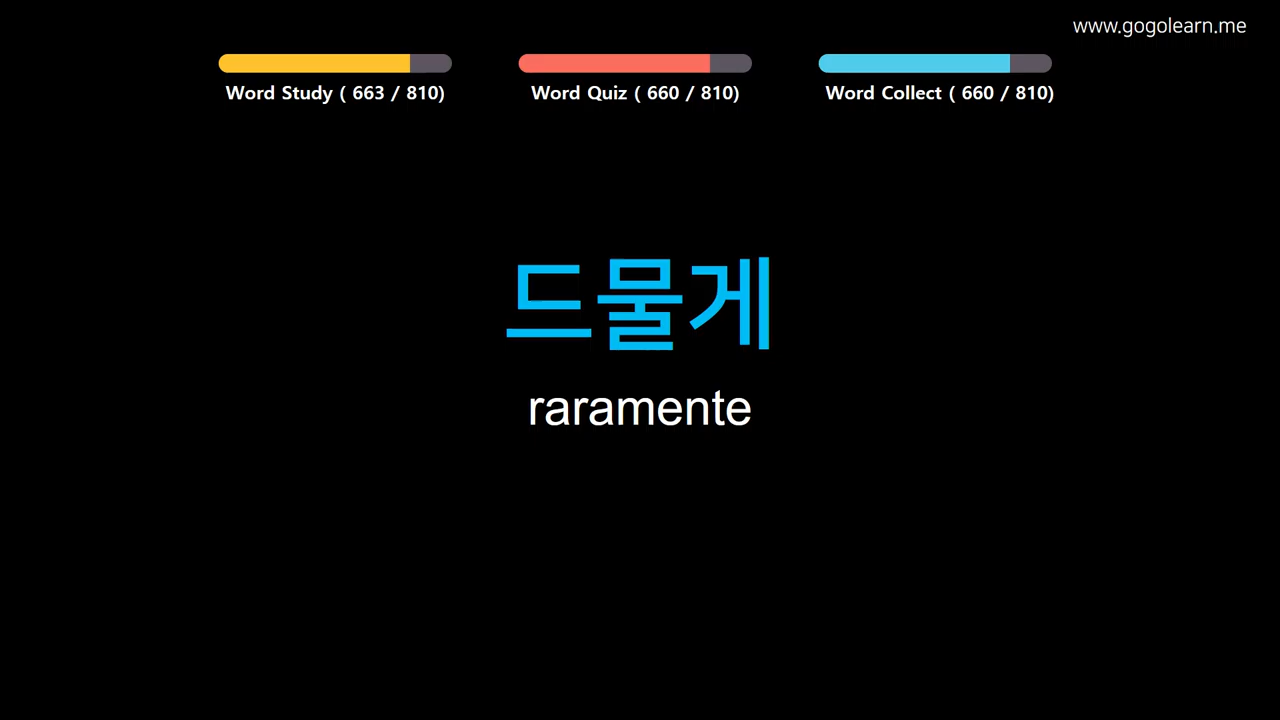 www.gogolearn.me
Word Study ( 663 / 810)
Word Quiz ( 660 / 810)
Word Collect ( 660 / 810)
드물게
raramente